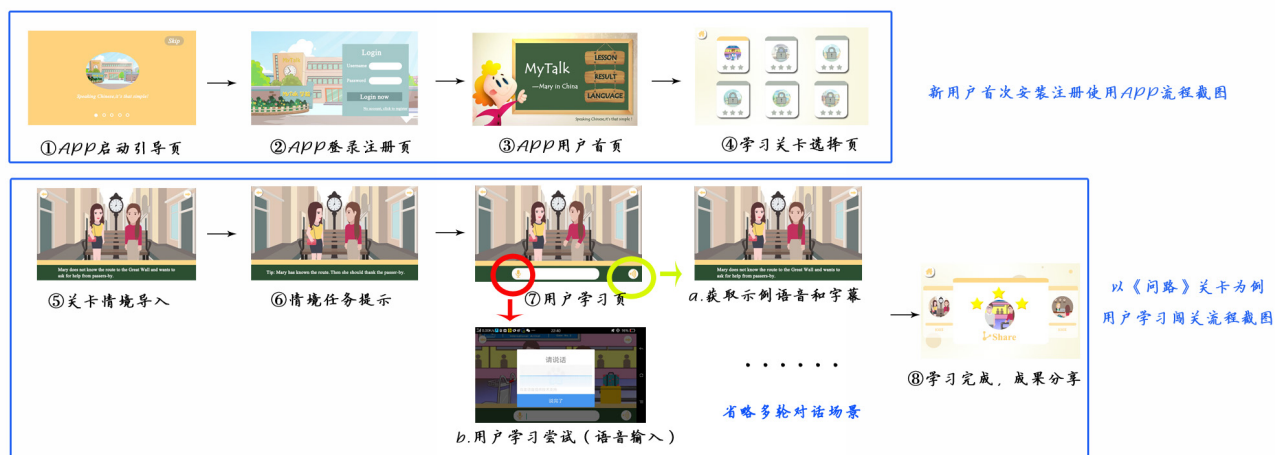 Skip
Speaking Chinese, it's that simple!
①APP启动引导页
Login
Username
Password
Login now
②APP登录注册页
MyTalk
—Mary in China
LESSON
RESULT
LANGUAGE
Speaking Chinese, it's that simple !
③APP用户首页
④学习关卡选择页
新用户首次安装注册使用APP流程截图
Mary does not know the route to the Great Wall and wants to
ask for help from passers-by.
⑤关卡情境导入
Tip: Mary has known the route. Then she should thank the passer-by.
⑥情境任务提示
⑦用户学习页
Mary does not know the route to the Great Wall and wants to
ask for help from passers-by.
a.获取示例语音和字幕
请说话
说完了
b.用户学习尝试（语音输入）
······
省略多轮对话场景
Share
⑧学习完成，成果分享
以《问路》关卡为例
用户学习闯关流程截图